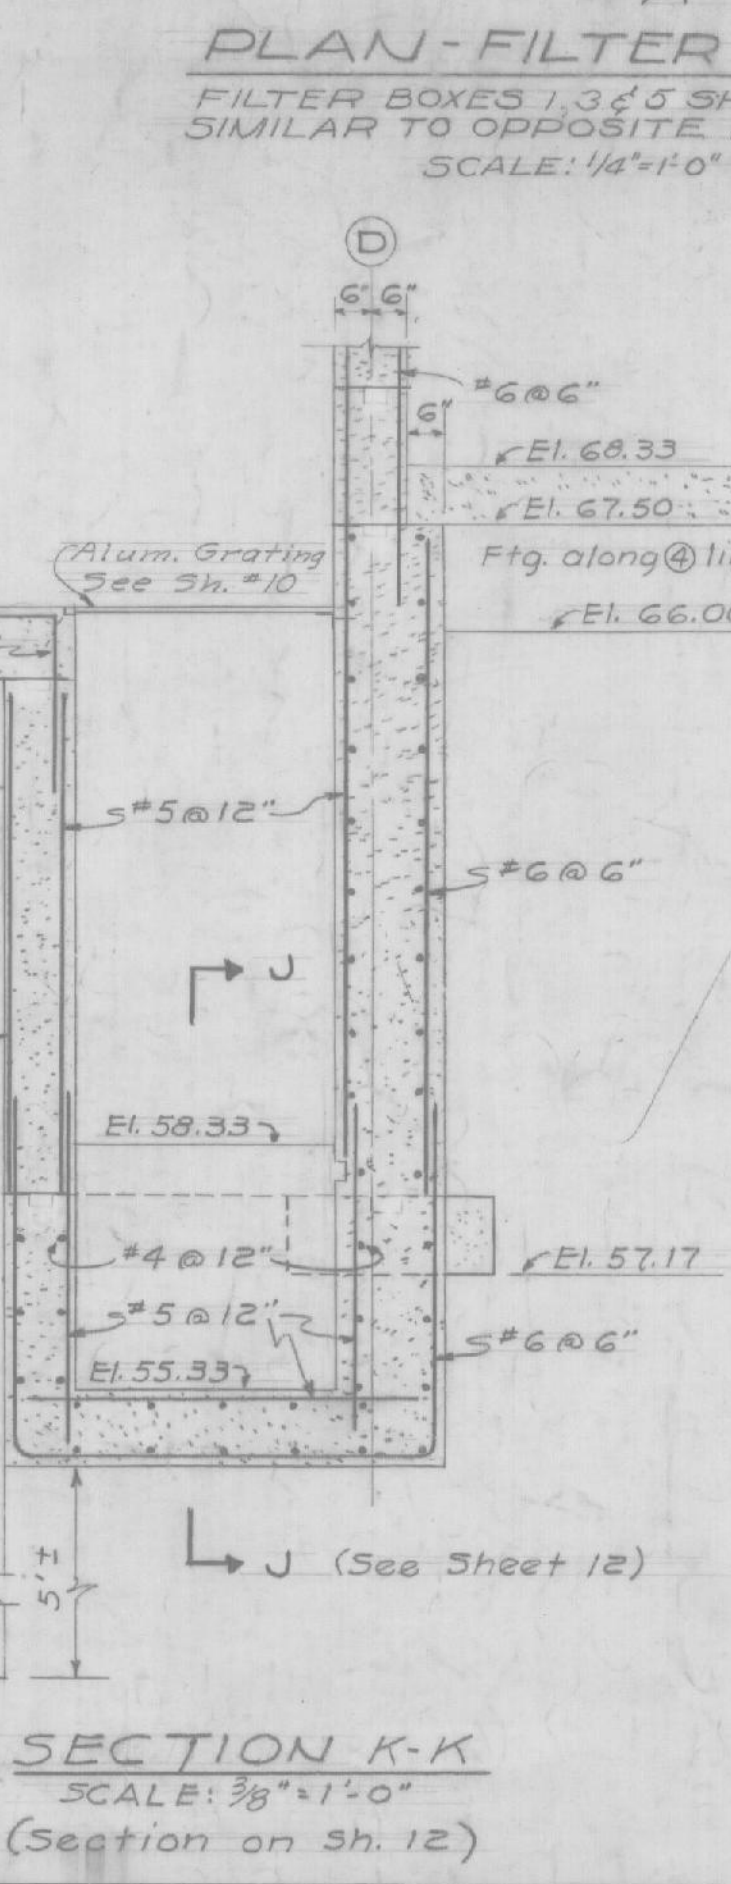 PLAN-FILTER
FILTER BOXES 1, 3 & 5
SIMILAR TO OPPOSITE
SCALE: 1/4"=1'-0"
D
6" 6"
#6@6"
6"
El. 68.33
El. 67.50
Alum. Grating
See Sh. #10
Ftg. along ④
El. 66.00
#5@12"
#6@6"
J
El. 58.33
#4@12"
El. 57.17
#5@12"
#6@6"
El. 55.33
J (See Sheet 12)
5'±
SECTION K-K
SCALE: 3/8"=1'-0"
(Section on Sh. 12)